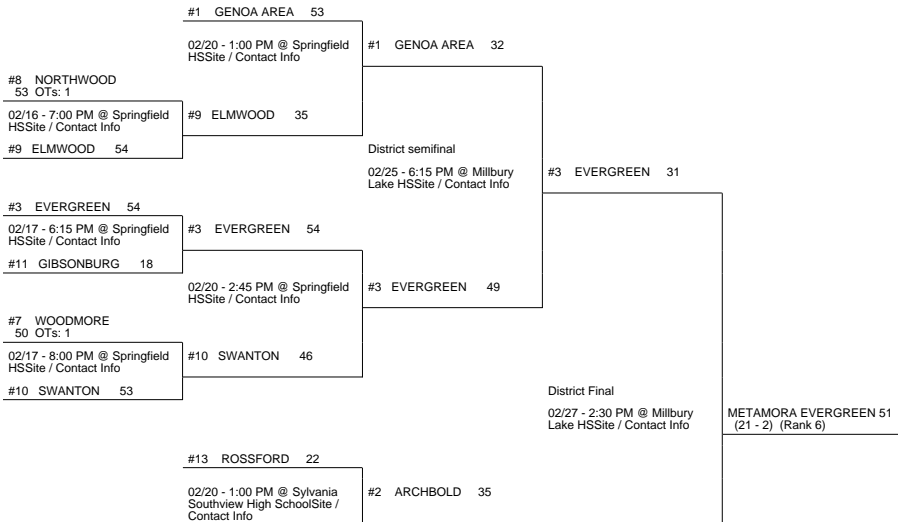 #1 GENOA AREA 53
02/20 - 1:00 PM @ Springfield
HSSite / Contact Info
#1 GENOA AREA 32
#8 NORTHWOOD
53 OTs: 1
02/16 - 7:00 PM @ Springfield
HSSite / Contact Info
#9 ELMWOOD 35
#9 ELMWOOD 54
District semifinal
02/25 - 6:15 PM @ Millbury
Lake HSSite / Contact Info
#3 EVERGREEN 31
#3 EVERGREEN 54
02/17 - 6:15 PM @ Springfield
HSSite / Contact Info
#3 EVERGREEN 54
#11 GIBSONBURG 18
02/20 - 2:45 PM @ Springfield
HSSite / Contact Info
#3 EVERGREEN 49
#7 WOODMORE
50 OTs: 1
02/17 - 8:00 PM @ Springfield
HSSite / Contact Info
#10 SWANTON 46
#10 SWANTON 53
District Final
02/27 - 2:30 PM @ Millbury
Lake HSSite / Contact Info
METAMORA EVERGREEN 51
(21 - 2) (Rank 6)
#13 ROSSFORD 22
02/20 - 1:00 PM @ Sylvania
Southview High SchoolSite /
Contact Info
#2 ARCHBOLD 35